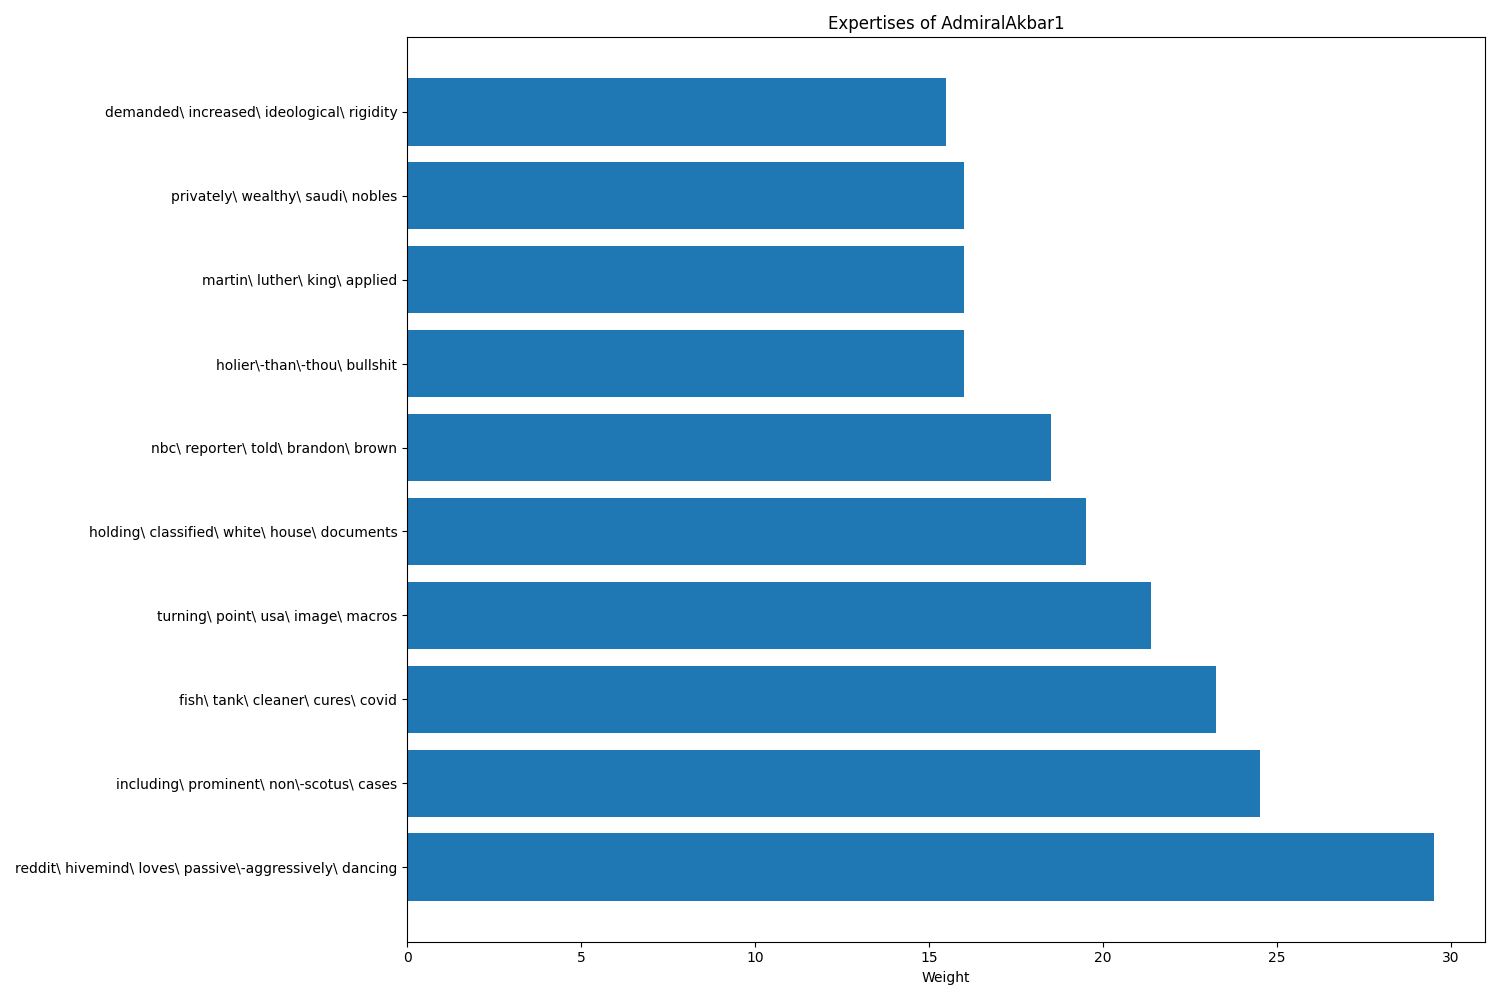 Expertises of AdmiralAkbar1
demanded\ increased\ ideological\ rigidity
privately\ wealthy\ saudi\ nobles
martin\ luther\ king\ applied
holier\-than\-thou\ bullshit
nbc\ reporter\ told\ brandon\ brown
holding\ classified\ white\ house\ documents
turning\ point\ usa\ image\ macros
fish\ tank\ cleaner\ cures\ covid
including\ prominent\ non\-scotus\ cases
reddit\ hivemind\ loves\ passive\-aggressively\ dancing
0 5 10 15 20 25 30
Weight